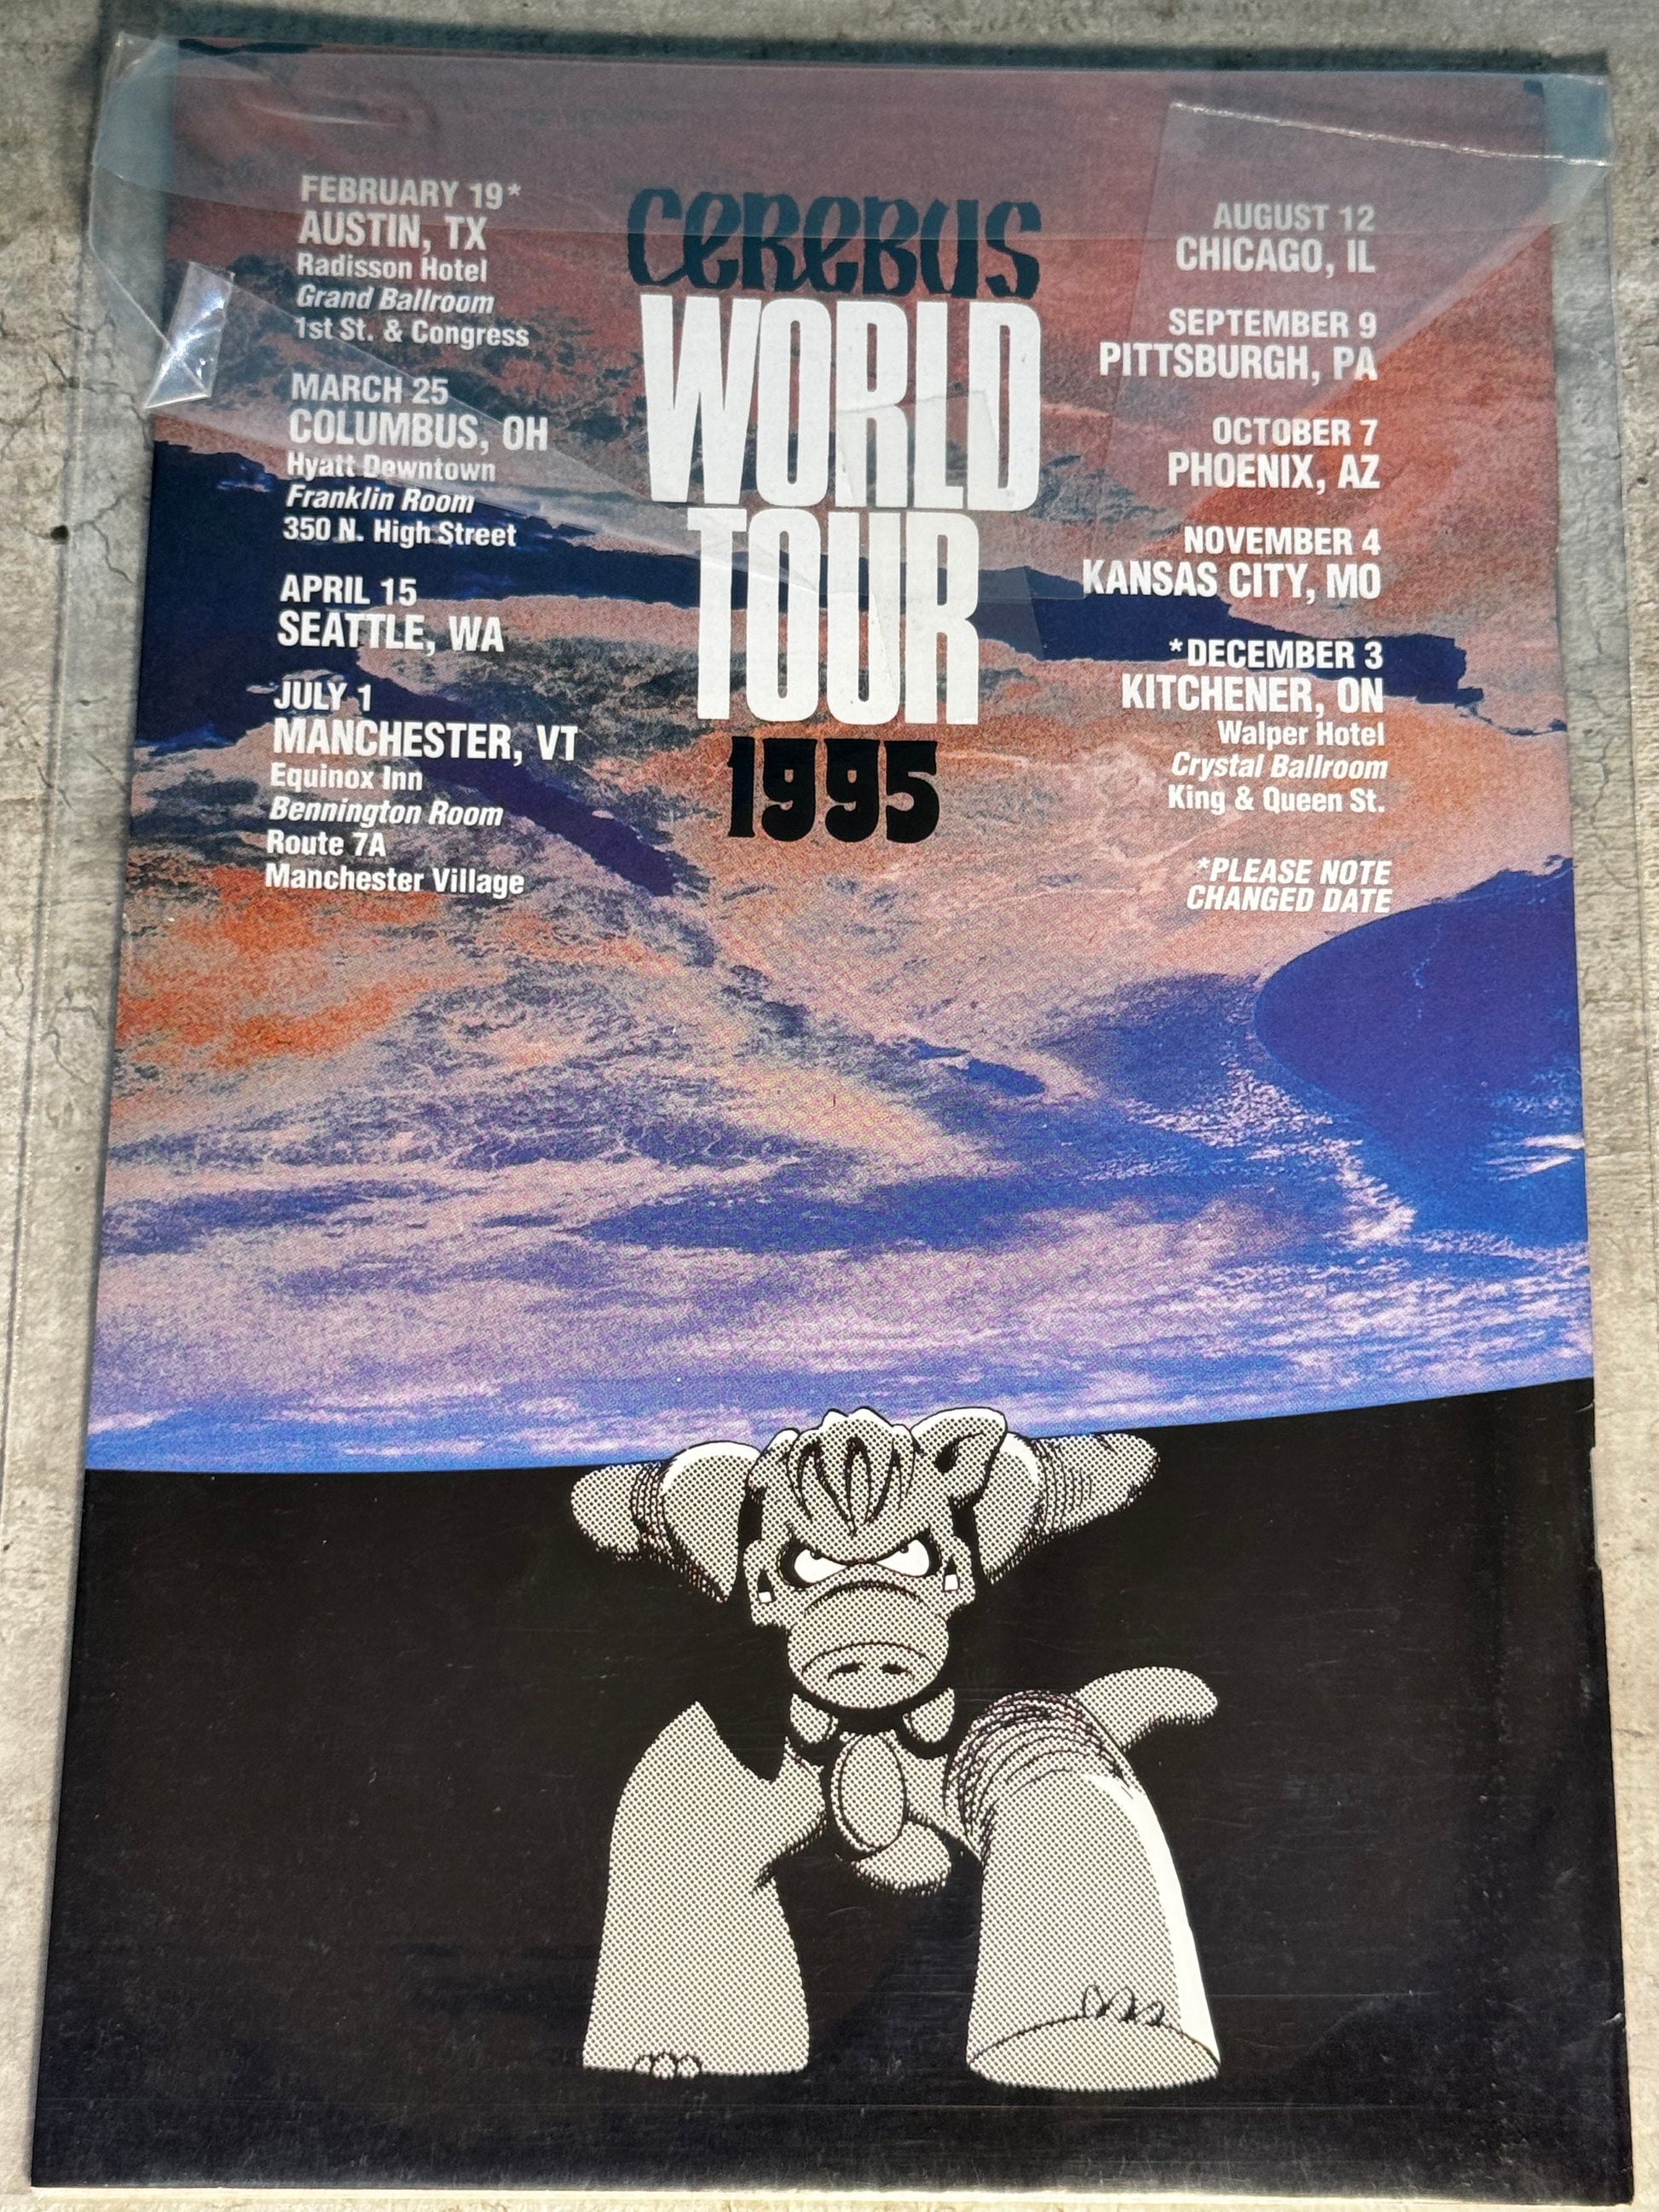 CEREBUS
WORLD
TOUR
1995
FEBRUARY 19*
AUSTIN, TX
Radisson Hotel
Grand Ballroom
1st St. & Congress
MARCH 25
COLUMBUS, OH
Hyatt Downtown
Franklin Room
350 N. High Street
APRIL 15
SEATTLE, WA
JULY 1
MANCHESTER, VT
Equinox Inn
Bennington Room
Route 7A
Manchester Village
AUGUST 12
CHICAGO, IL
SEPTEMBER 9
PITTSBURGH, PA
OCTOBER 7
PHOENIX, AZ
NOVEMBER 4
KANSAS CITY, MO
*DECEMBER 3
KITCHENER, ON
Walper Hotel
Crystal Ballroom
King & Queen St.
*PLEASE NOTE
CHANGED DATE